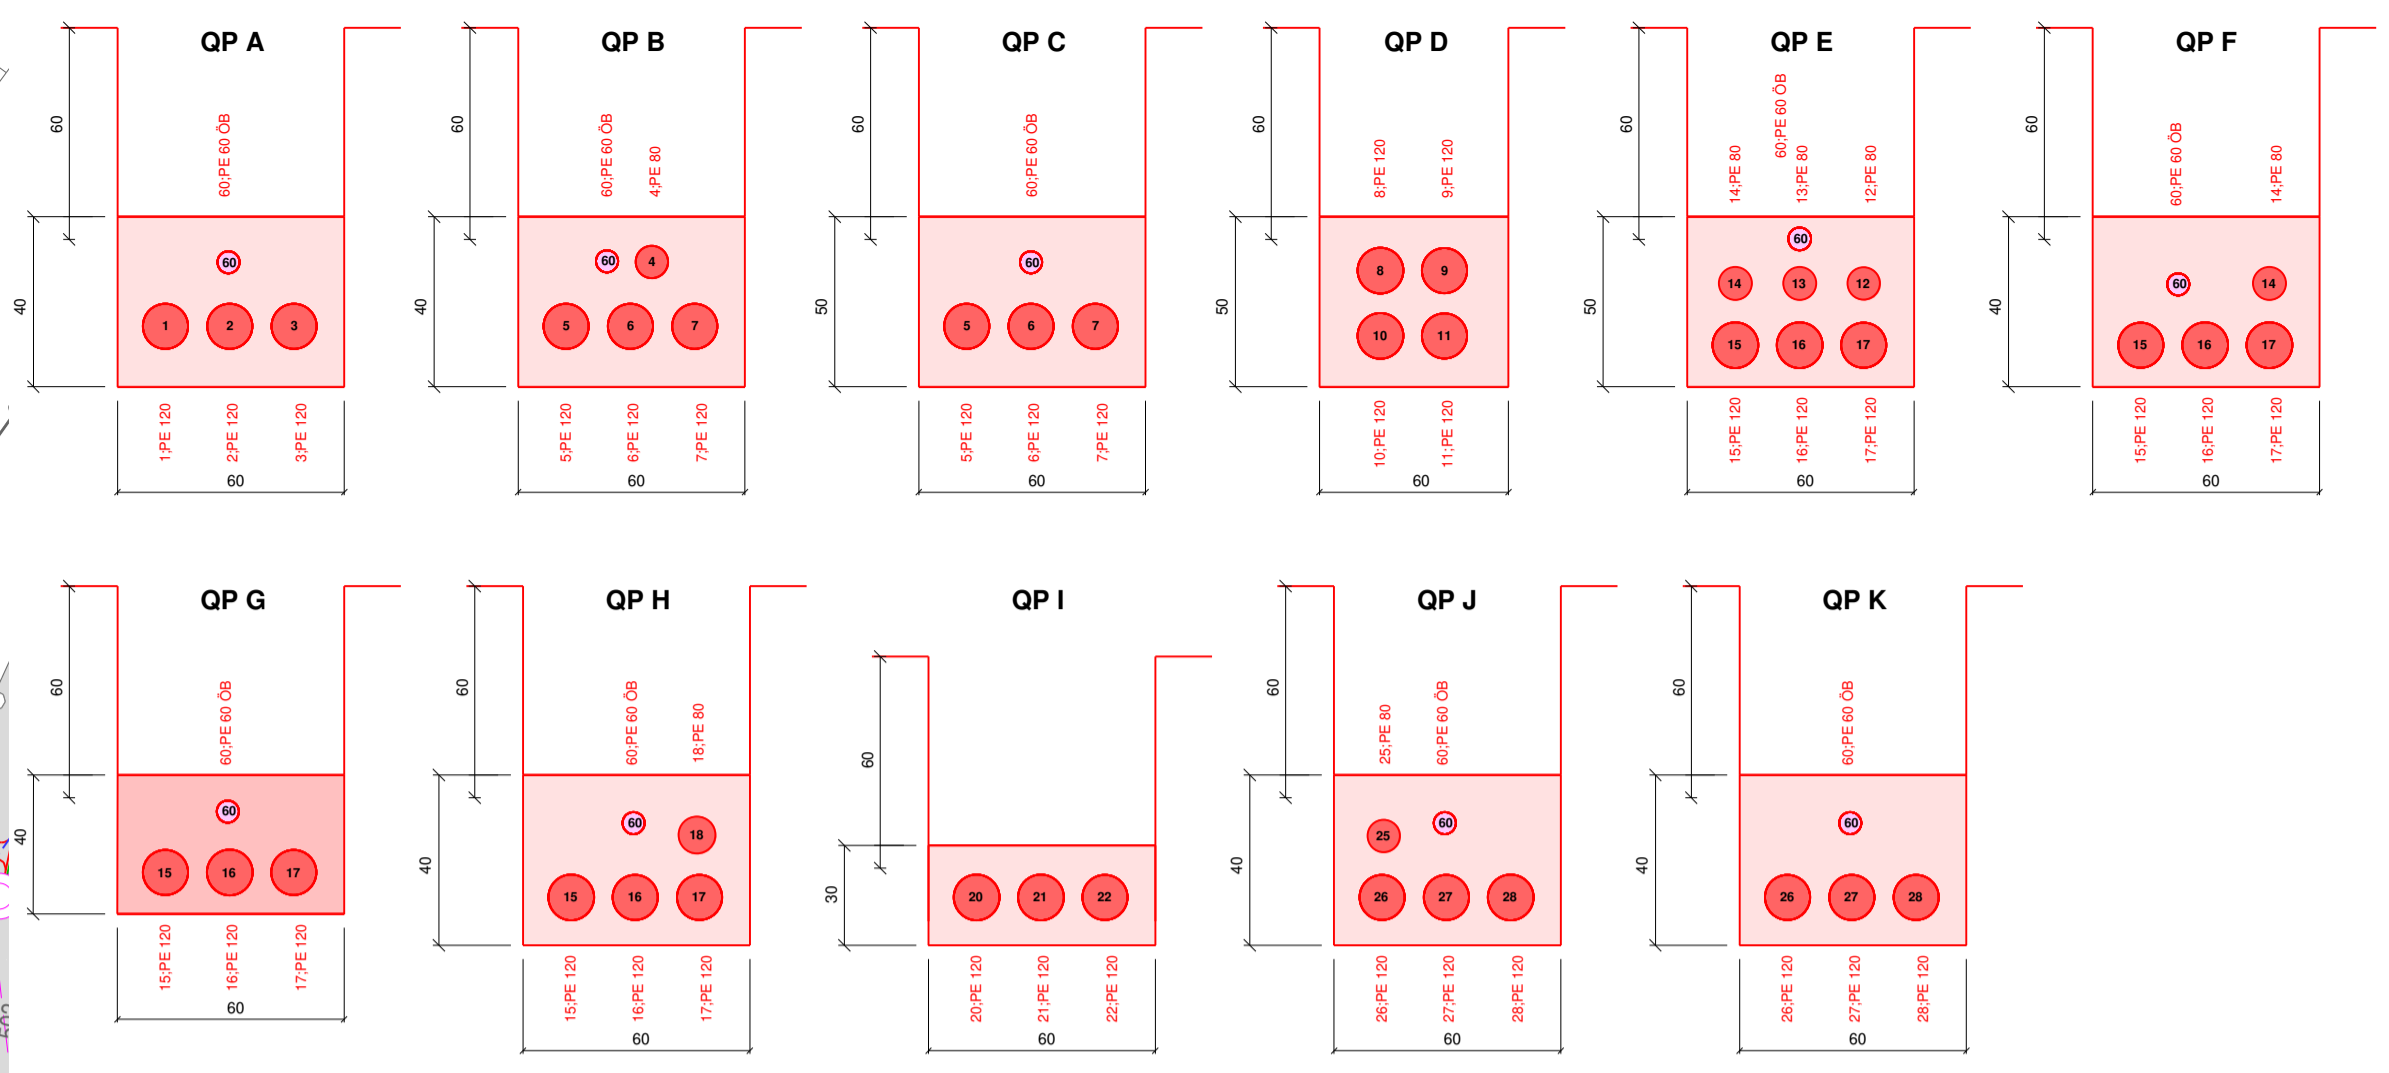 QP A
60
60;PE 60 ÖB
40
60
1
2
3
1;PE 120
2;PE 120
3;PE 120
60
QP B
60
60;PE 60 ÖB
4;PE 80
40
60
4
5
6
7
5;PE 120
6;PE 120
7;PE 120
60
QP C
60
60;PE 60 ÖB
50
60
5
6
7
5;PE 120
6;PE 120
7;PE 120
60
QP D
60
8;PE 120
9;PE 120
50
8
9
10
11
10;PE 120
11;PE 120
60
QP E
60
14;PE 80
60;PE 60 ÖB
13;PE 80
12;PE 80
50
60
14
13
12
15
16
17
15;PE 120
16;PE 120
17;PE 120
60
QP F
60
60;PE 60 ÖB
14;PE 80
40
60
14
15
16
17
15;PE 120
16;PE 120
17;PE 120
60
QP G
60
60;PE 60 ÖB
40
60
15
16
17
15;PE 120
16;PE 120
17;PE 120
60
QP H
60
60;PE 60 ÖB
18;PE 80
40
60
18
15
16
17
15;PE 120
16;PE 120
17;PE 120
60
QP I
60
30
20
21
22
20;PE 120
21;PE 120
22;PE 120
60
QP J
60
25;PE 80
60;PE 60 ÖB
40
25
60
26
27
28
26;PE 120
27;PE 120
28;PE 120
60
QP K
60
60;PE 60 ÖB
40
60
26
27
28
26;PE 120
27;PE 120
28;PE 120
60